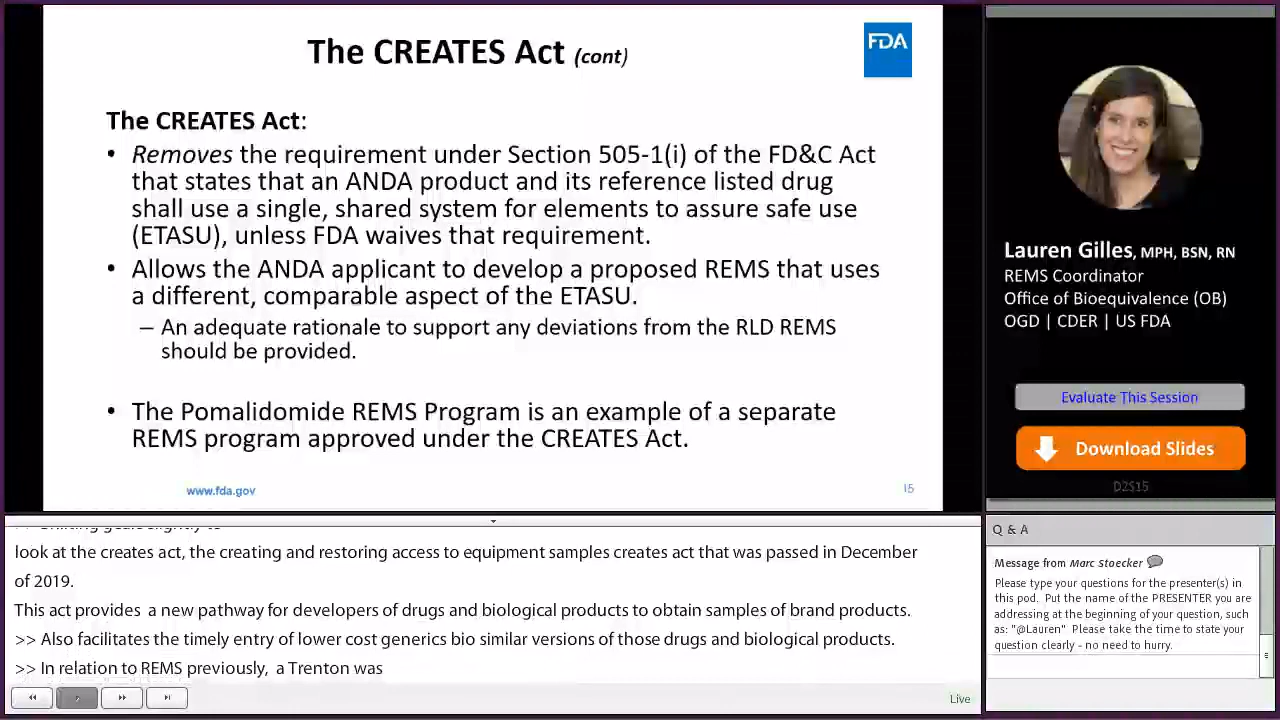 The CREATES Act (cont)
FDA
The CREATES Act:
• Removes the requirement under Section 505-1(i) of the FD&C Act
that states that an ANDA product and its reference listed drug
shall use a single, shared system for elements to assure safe use
(ETASU), unless FDA waives that requirement.
• Allows the ANDA applicant to develop a proposed REMS that uses
a different, comparable aspect of the ETASU.
– An adequate rationale to support any deviations from the RLD REMS
should be provided.
• The Pomalidomide REMS Program is an example of a separate
REMS program approved under the CREATES Act.
www.fda.gov
15
Lauren Gilles, MPH, BSN, RN
REMS Coordinator
Office of Bioequivalence (OB)
OGD | CDER | US FDA
Evaluate This Session
Download Slides
D2S15
look at the creates act, the creating and restoring access to equipment samples creates act that was passed in December
of 2019.
This act provides a new pathway for developers of drugs and biological products to obtain samples of brand products.
>> Also facilitates the timely entry of lower cost generics bio similar versions of those drugs and biological products.
>> In relation to REMS previously, a Trenton was
Live
Q & A
Message from Marc Stoecker
Please type your questions for the presenter(s) in
this pod. Put the name of the PRESENTER you are
addressing at the beginning of your question, such
as: "@Lauren" Please take the time to state your
question clearly - no need to hurry.